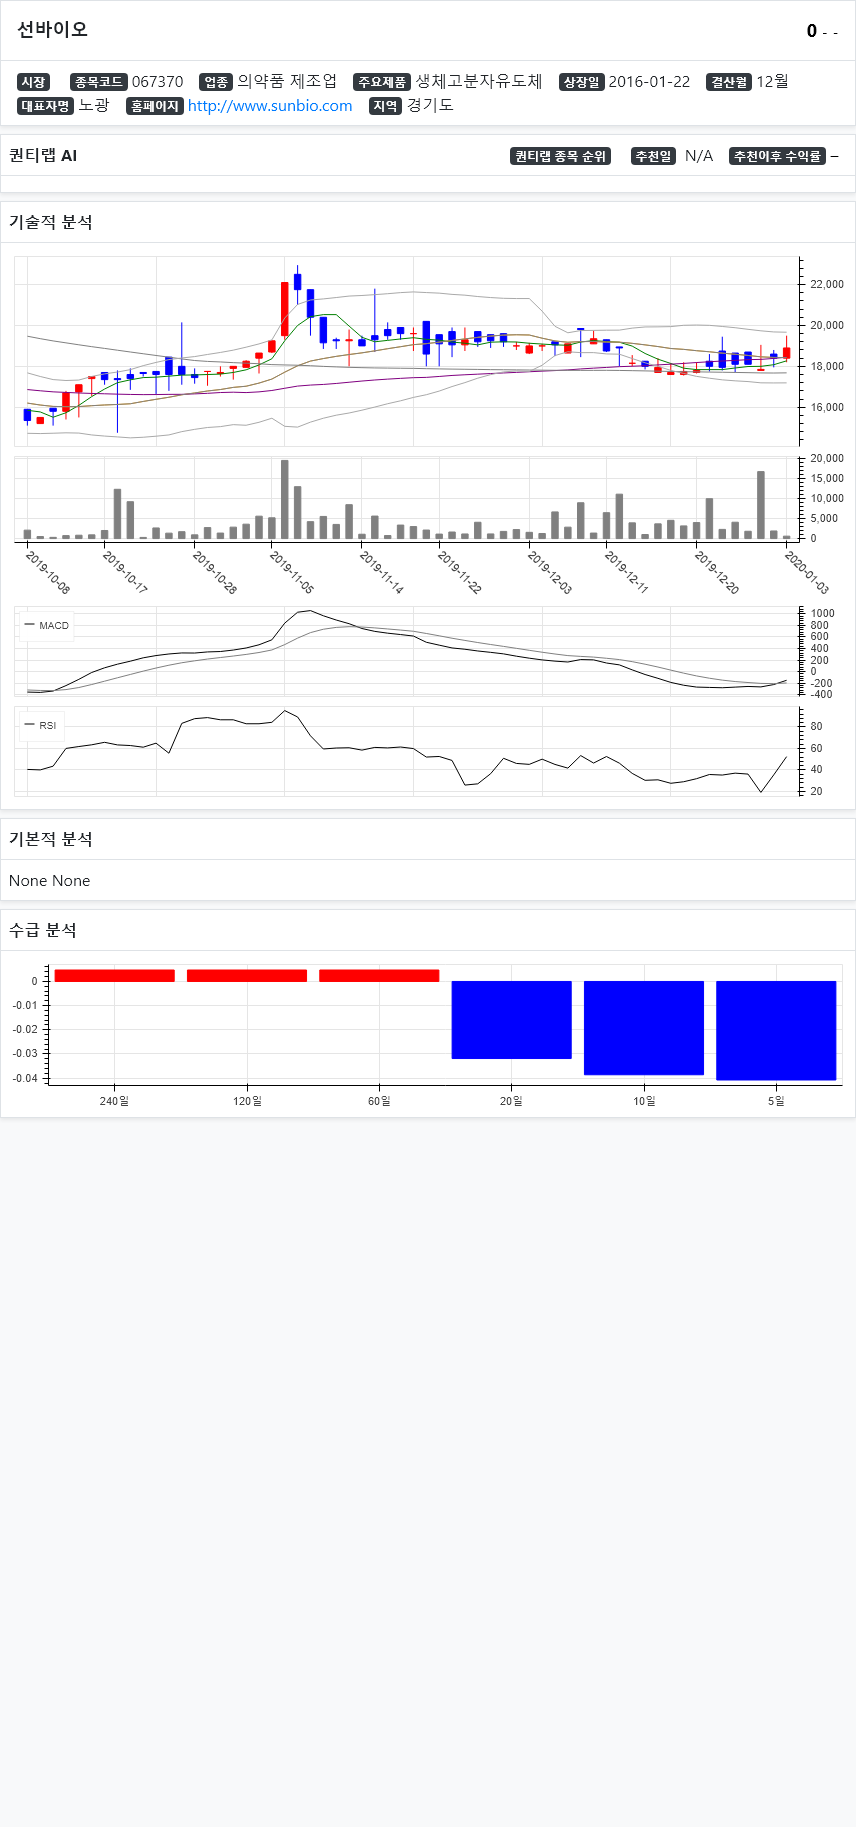 선바이오
0 - -
시장 종목코드 067370 업종 의약품 제조업 주요제품 생체고분자유도체 상장일 2016-01-22 결산월 12월
대표자명 노광 홈페이지 http://www.sunbio.com 지역 경기도
퀀티랩 AI
퀀티랩 종목 순위 추천일 N/A 추천이후 수익률 –
기술적 분석
22,000
20,000
18,000
16,000
20,000
15,000
10,000
5,000
0
2019-10-08
2019-10-17
2019-10-28
2019-11-05
2019-11-14
2019-11-22
2019-12-03
2019-12-11
2019-12-20
2020-01-03
MACD
1000
800
600
400
200
0
-200
-400
RSI
80
60
40
20
기본적 분석
None None
수급 분석
0
-0.01
-0.02
-0.03
-0.04
240일
120일
60일
20일
10일
5일